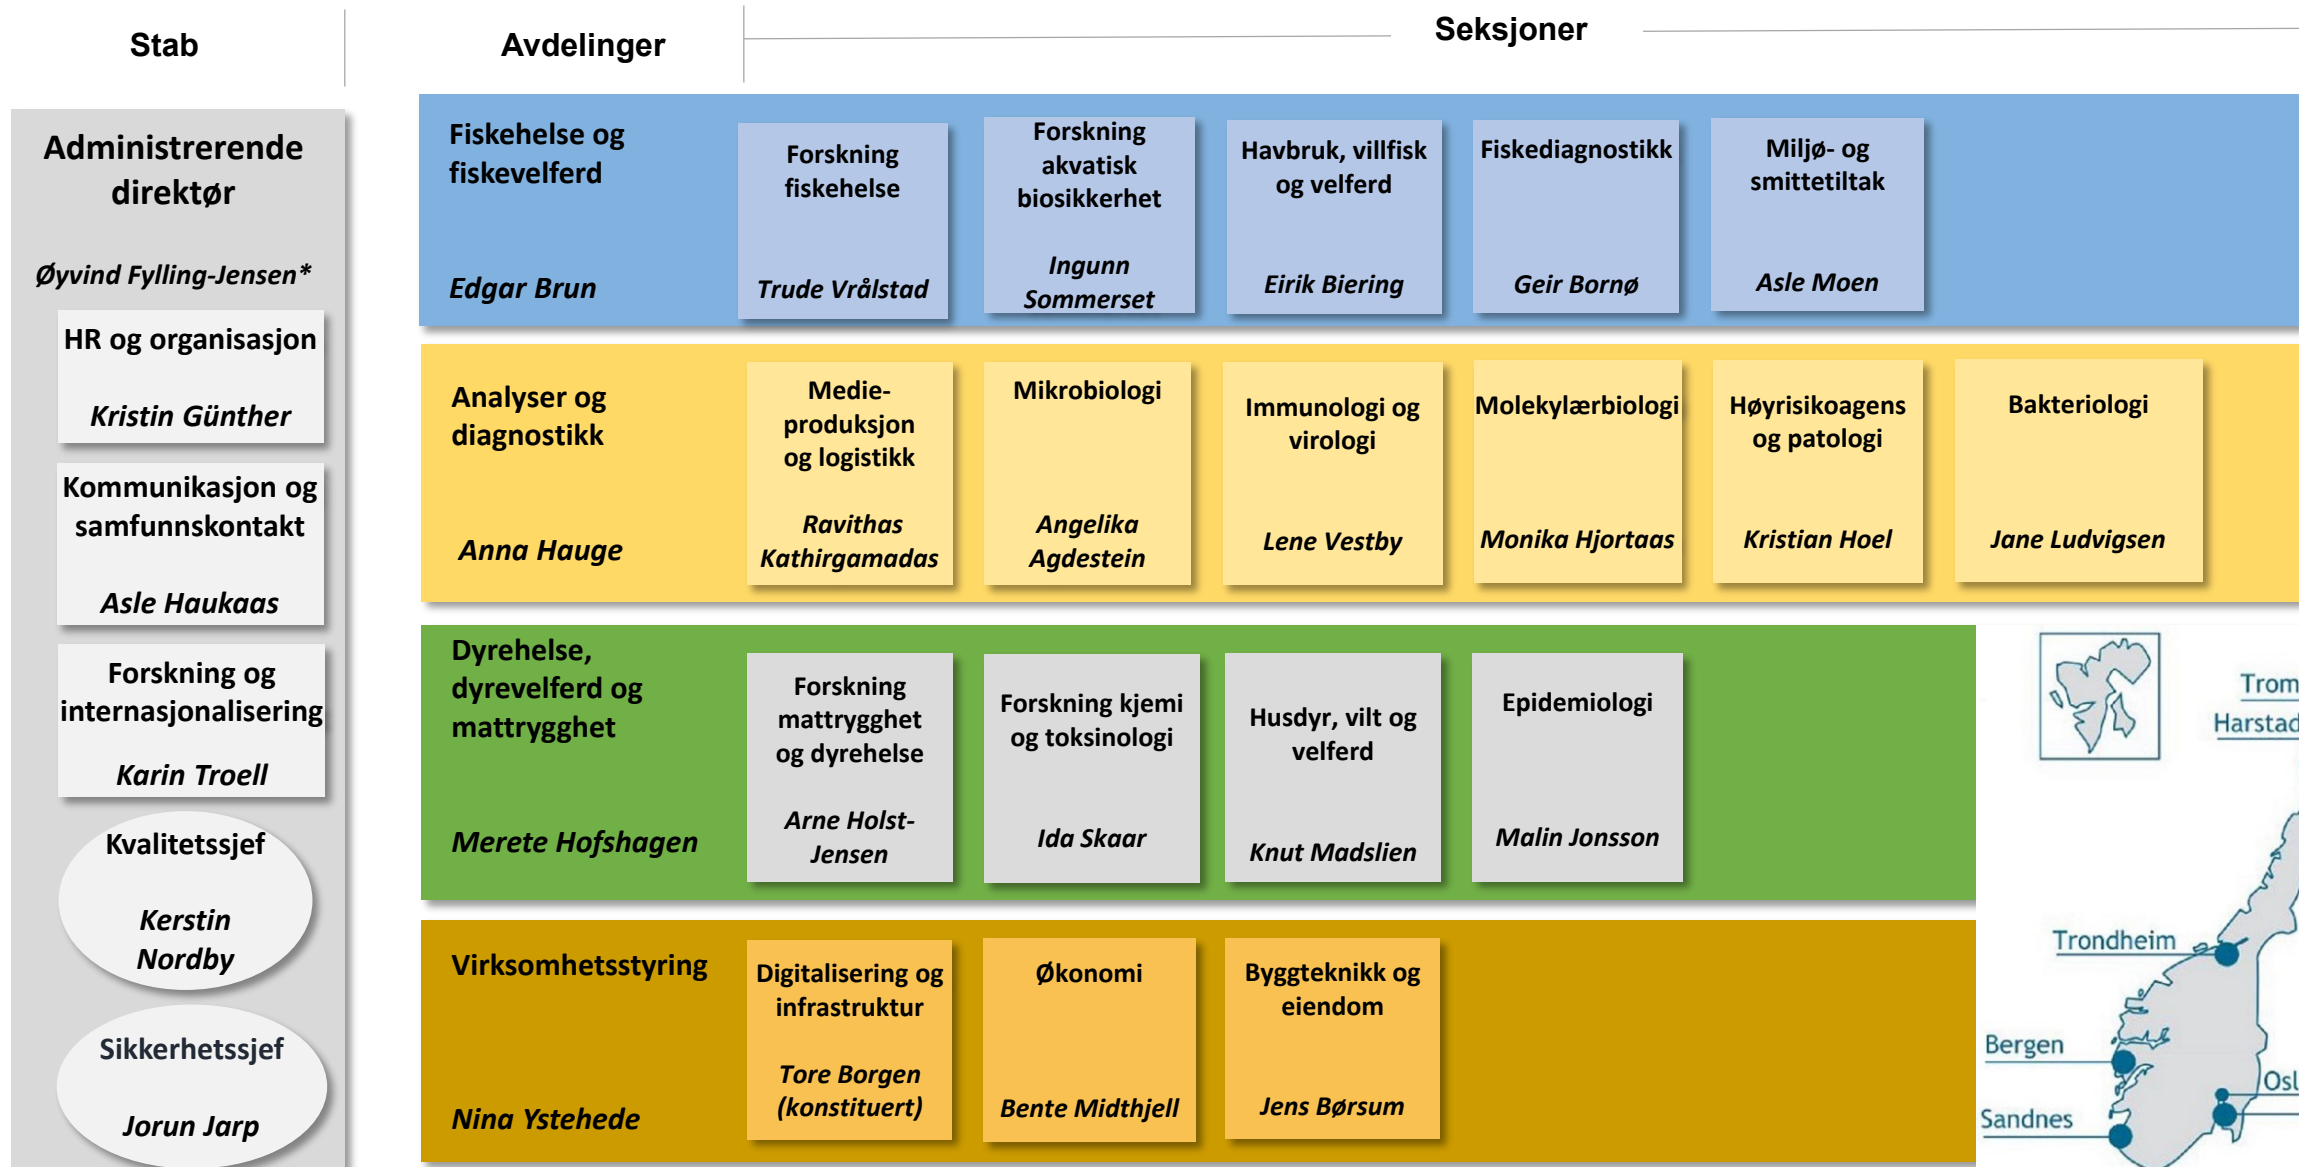 Stab
Avdelinger
Seksjoner
Administrerende
direktør
Øyvind Fylling-Jensen*
HR og organisasjon
Kristin Günther
Kommunikasjon og
samfunnskontakt
Asle Haukaas
Forskning og
internasjonalisering
Karin Troell
Kvalitetssjef
Kerstin
Nordby
Sikkerhetssjef
Jorun Jarp
Fiskehelse og
fiskevelferd
Edgar Brun
Forskning
fiskehelse
Trude Vrålstad
Forskning
akvatisk
biosikkerhet
Ingunn
Sommerset
Havbruk, villfisk
og velferd
Eirik Biering
Fiskediagnostikk
Geir Bornø
Miljø- og
smittetiltak
Asle Moen
Analyser og
diagnostikk
Anna Hauge
Medie-
produksjon
og logistikk
Ravithas
Kathirgamadas
Mikrobiologi
Angelika
Agdestein
Immunologi og
virologi
Lene Vestby
Molekylærbiologi
Monika Hjortaas
Høyrisikoagens
og patologi
Kristian Hoel
Bakteriologi
Jane Ludvigsen
Dyrehelse,
dyrevelferd og
mattrygghet
Merete Hofshagen
Forskning
mattrygghet
og dyrehelse
Arne Holst-
Jensen
Forskning kjemi
og toksinologi
Ida Skaar
Husdyr, vilt og
velferd
Knut Madslien
Epidemiologi
Malin Jonsson
Virksomhetsstyring
Nina Ystehede
Digitalisering og
infrastruktur
Tore Borgen
(konstituert)
Økonomi
Bente Midthjell
Byggteknikk og
eiendom
Jens Børsum
Trom
Harstad
Trondheim
Bergen
Osl
Sandnes